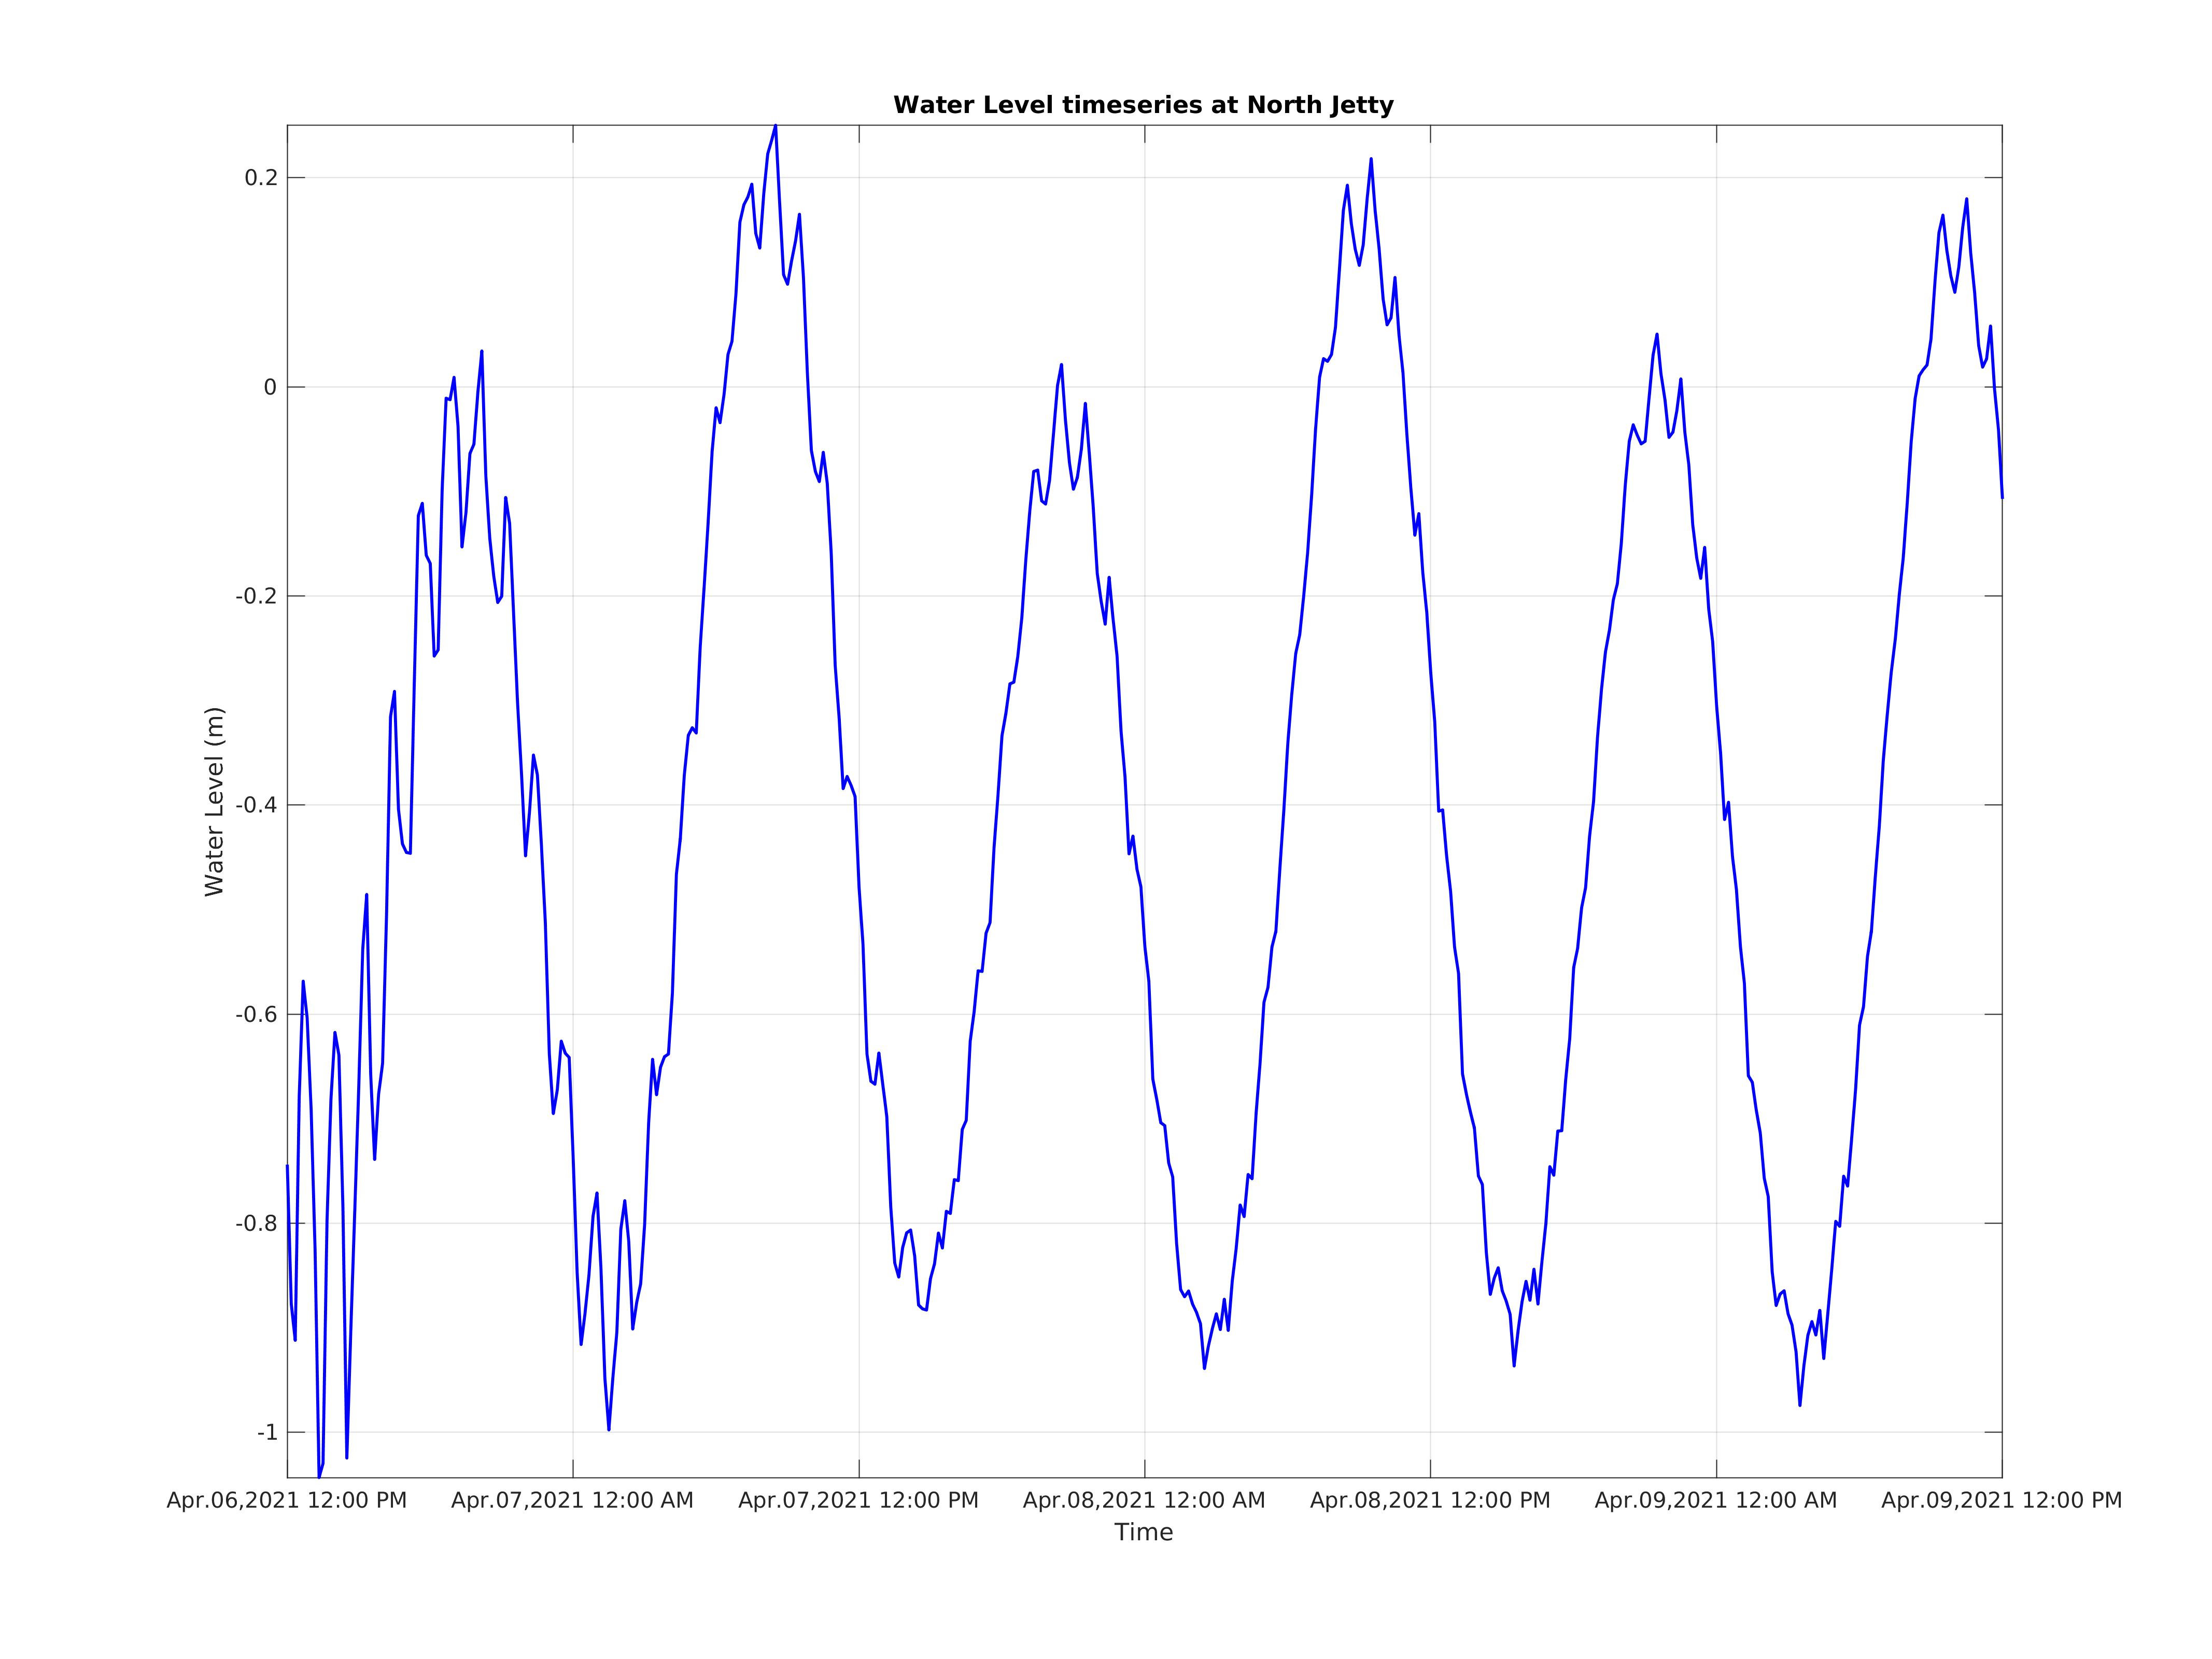 Water Level timeseries at North Jetty
0.2
0
-0.2
-0.4
-0.6
-0.8
-1
Water Level (m)
Apr.06,2021 12:00 PM
Apr.07,2021 12:00 AM
Apr.07,2021 12:00 PM
Apr.08,2021 12:00 AM
Apr.08,2021 12:00 PM
Apr.09,2021 12:00 AM
Apr.09,2021 12:00 PM
Time